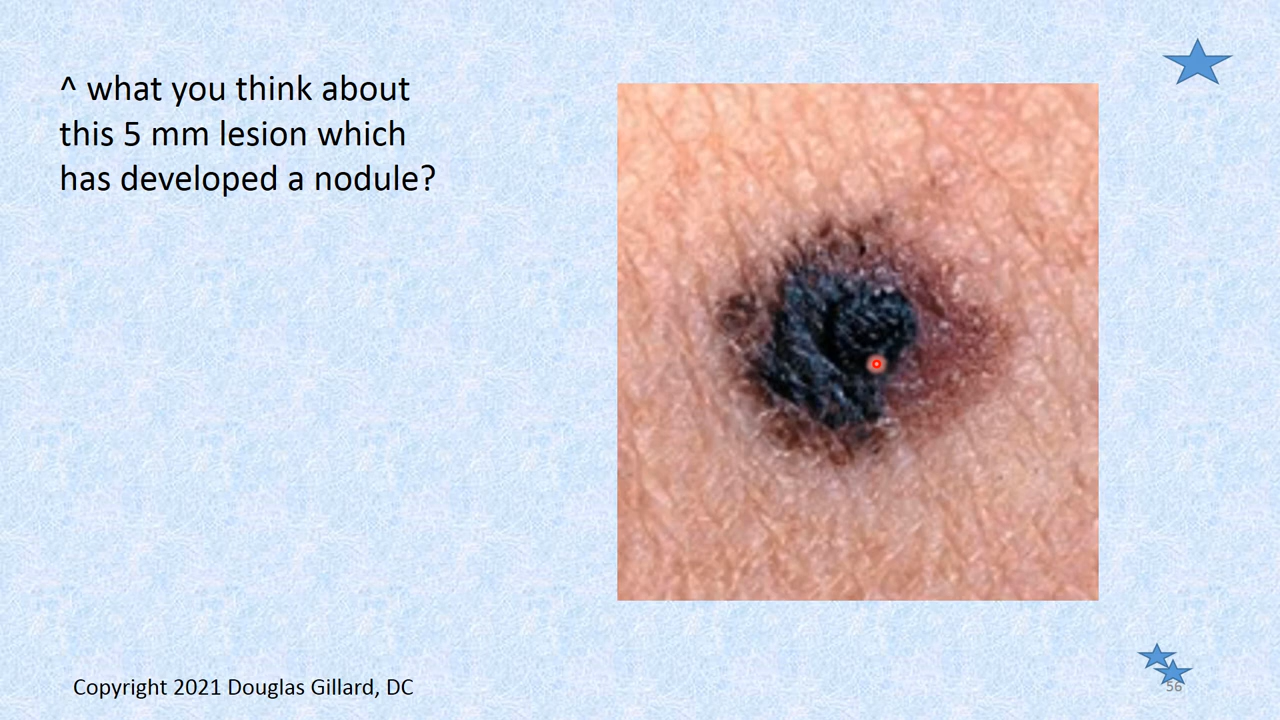 ^ what you think about
this 5 mm lesion which
has developed a nodule?
Copyright 2021 Douglas Gillard, DC
56